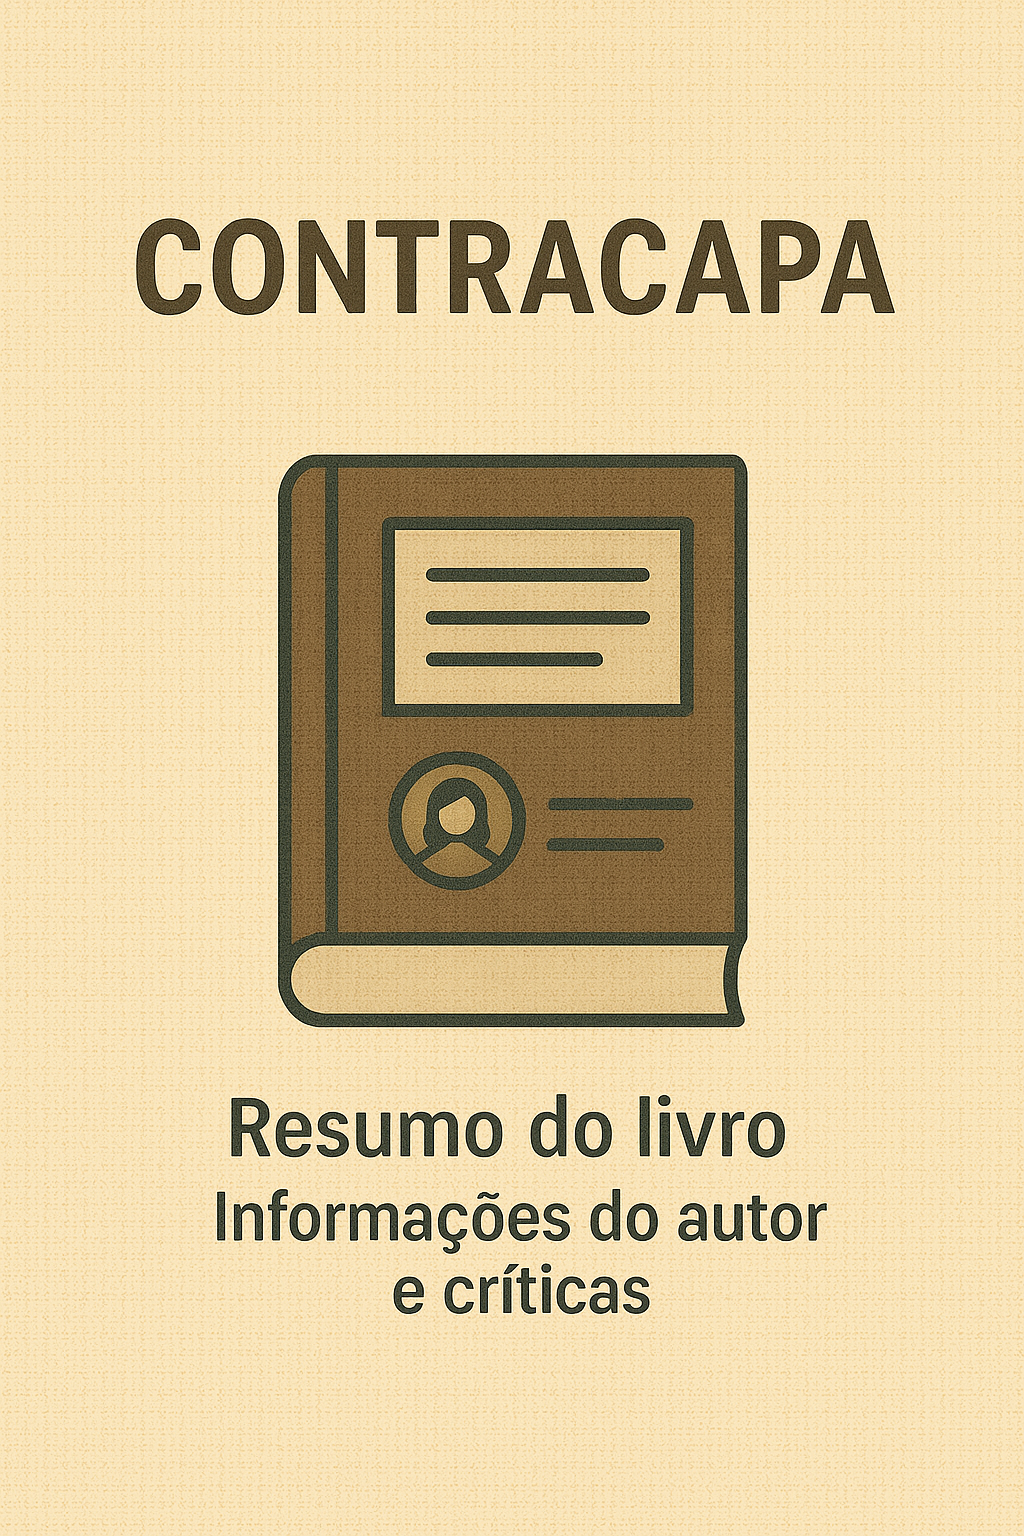 CONTRACAPA
Resumo do livro
Informações do autor
e críticas